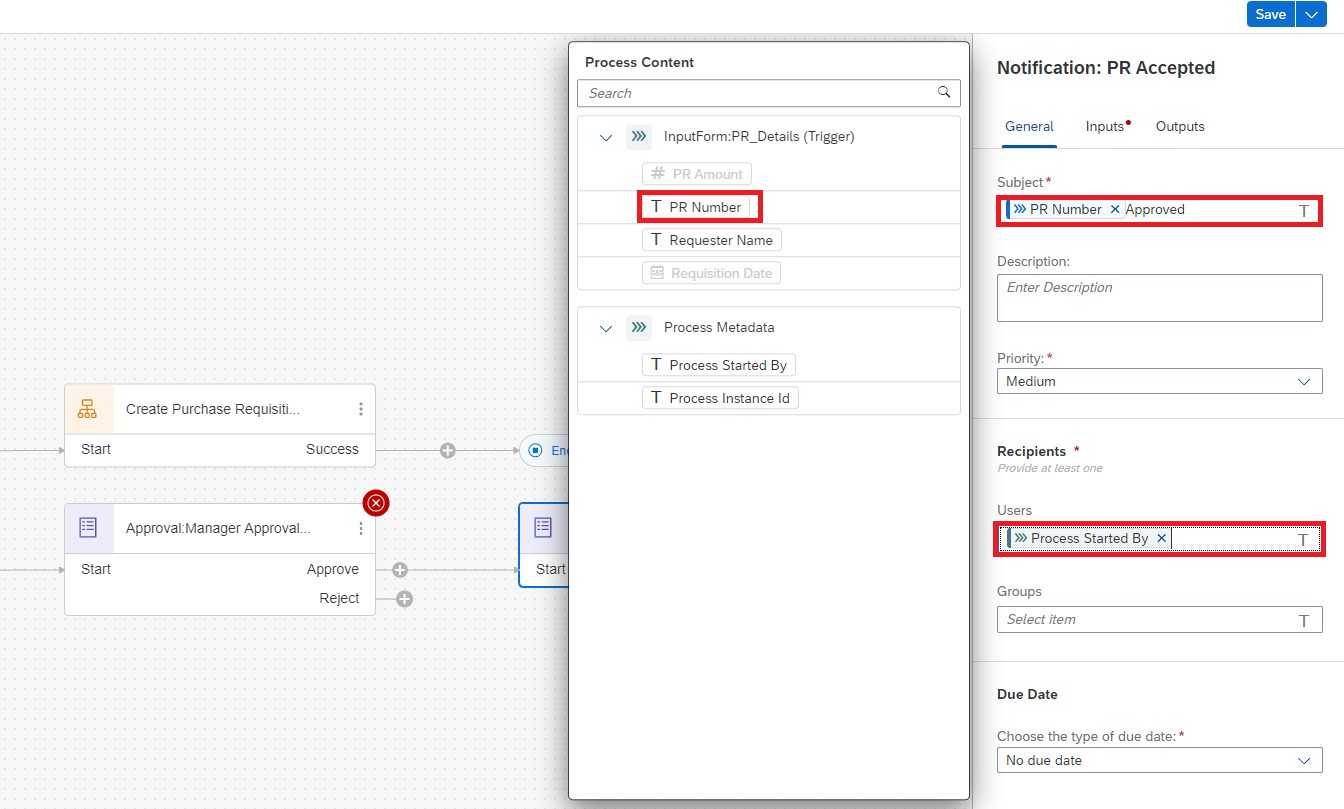 Save
Process Content
Search
InputForm:PR_Details (Trigger)
PR Amount
PR Number
Requester Name
Requisition Date
Process Metadata
Process Started By
Process Instance Id
Create Purchase Requisiti...
Start Success
Approval:Manager Approval...
Start Approve
Reject
Start
Notification: PR Accepted
General Inputs Outputs
Subject *
PR Number Approved
Description:
Enter Description
Priority: *
Medium
Recipients *
Provide at least one
Users
Process Started By
Groups
Select item
Due Date
Choose the type of due date: *
No due date